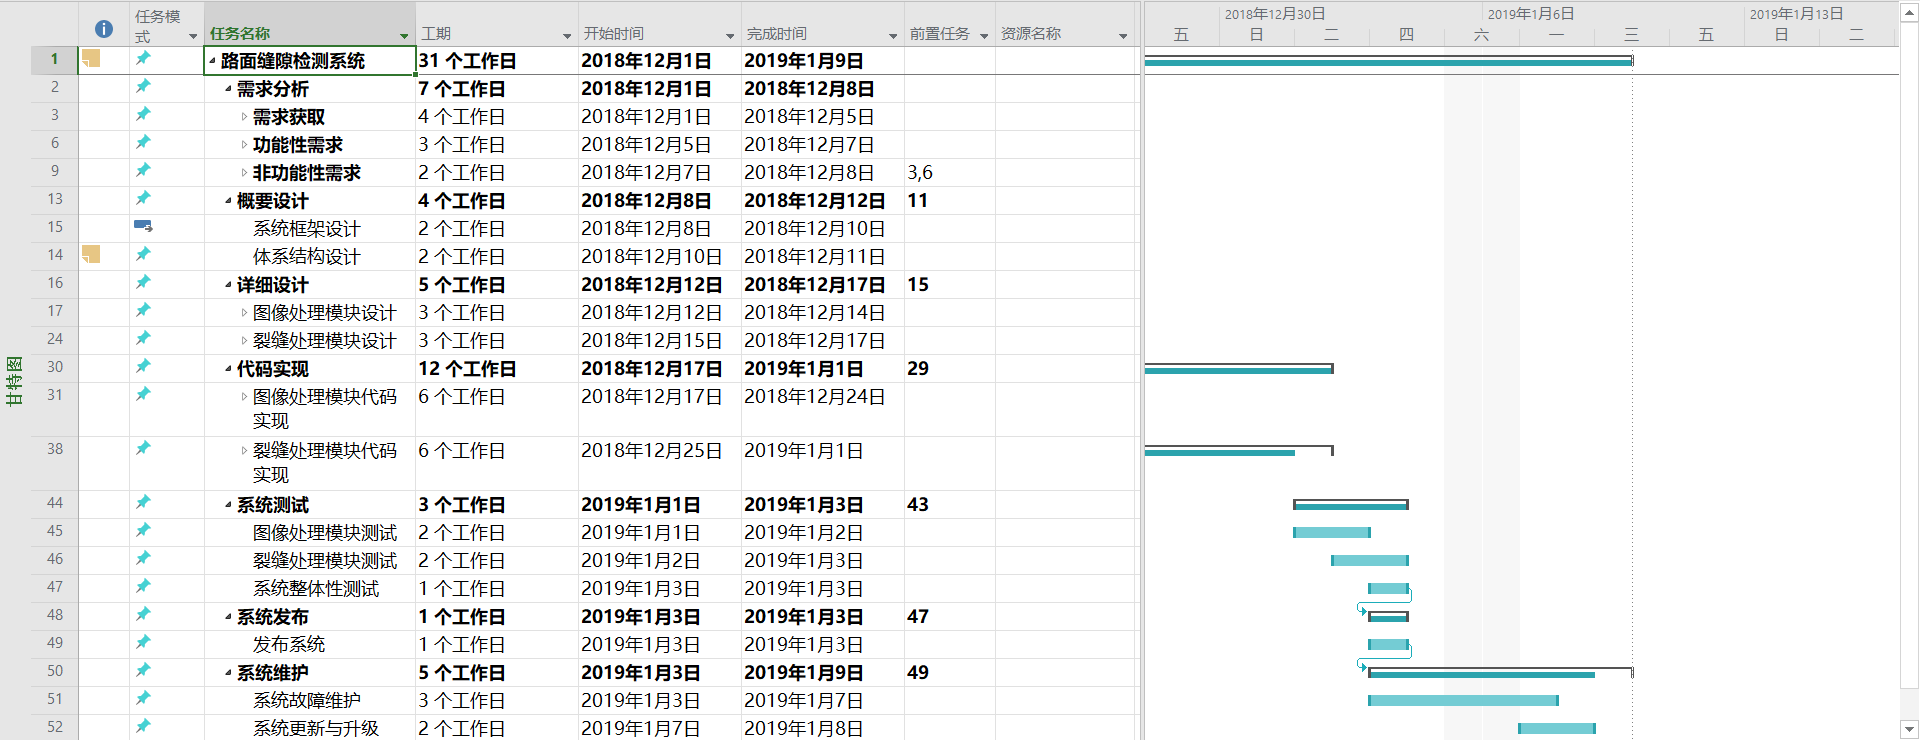 甘特图
任务模式 任务名称 工期 开始时间 完成时间 前置任务 资源名称
2018年12月30日 2019年1月6日 2019年1月13日
五 日 二 四 六 一 三 五 日 二
1 路面缝隙检测系统 31 个工作日 2018年12月1日 2019年1月9日
2 需求分析 7 个工作日 2018年12月1日 2018年12月8日
3 需求获取 4 个工作日 2018年12月1日 2018年12月5日
6 功能性需求 3 个工作日 2018年12月5日 2018年12月7日
9 非功能性需求 2 个工作日 2018年12月7日 2018年12月8日 3,6
13 概要设计 4 个工作日 2018年12月8日 2018年12月12日 11
15 系统框架设计 2 个工作日 2018年12月8日 2018年12月10日
14 体系结构设计 2 个工作日 2018年12月10日 2018年12月11日
16 详细设计 5 个工作日 2018年12月12日 2018年12月17日 15
17 图像处理模块设计 3 个工作日 2018年12月12日 2018年12月14日
24 裂缝处理模块设计 3 个工作日 2018年12月15日 2018年12月17日
30 代码实现 12 个工作日 2018年12月17日 2019年1月1日 29
31 图像处理模块代码 6 个工作日 2018年12月17日 2018年12月24日
实现
38 裂缝处理模块代码 6 个工作日 2018年12月25日 2019年1月1日
实现
44 系统测试 3 个工作日 2019年1月1日 2019年1月3日 43
45 图像处理模块测试 2 个工作日 2019年1月1日 2019年1月2日
46 裂缝处理模块测试 2 个工作日 2019年1月2日 2019年1月3日
47 系统整体性测试 1 个工作日 2019年1月3日 2019年1月3日
48 系统发布 1 个工作日 2019年1月3日 2019年1月3日 47
49 发布系统 1 个工作日 2019年1月3日 2019年1月3日
50 系统维护 5 个工作日 2019年1月3日 2019年1月9日 49
51 系统故障维护 3 个工作日 2019年1月3日 2019年1月7日
52 系统更新与升级 2 个工作日 2019年1月7日 2019年1月8日